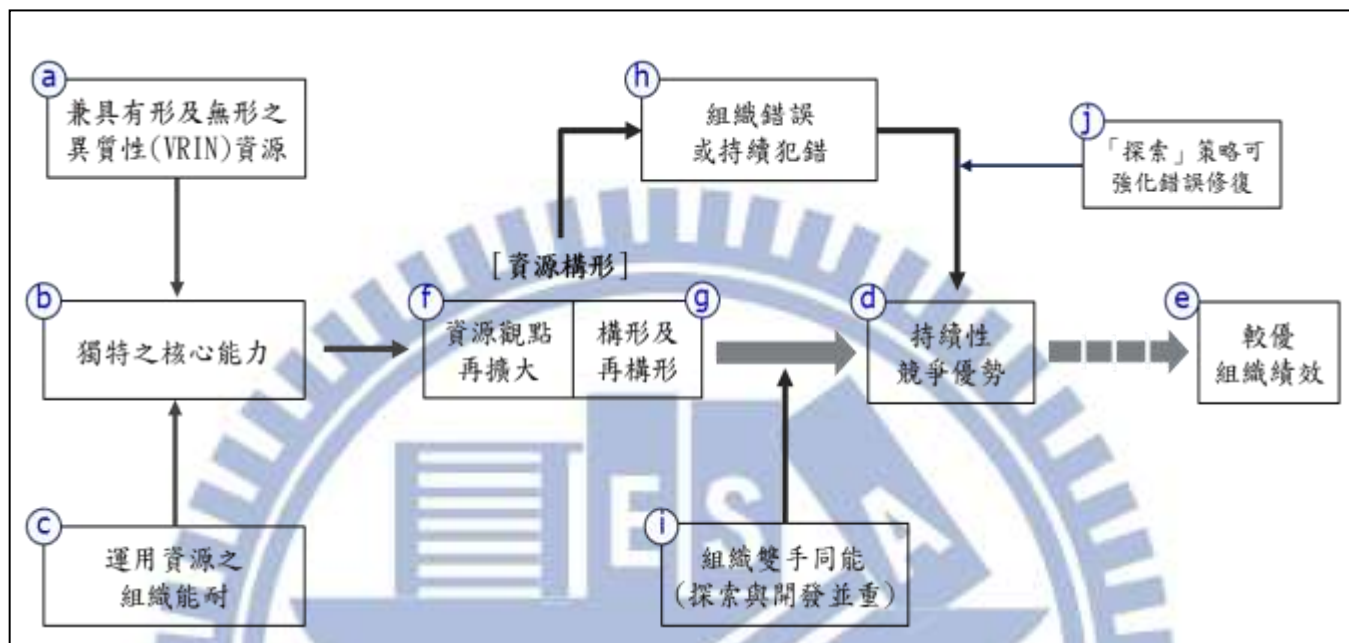 a
兼具有形及無形之
異質性(VRIN)資源
h
組織錯誤
或持續犯錯
j
「探索」策略可
強化錯誤修復
[資源構形]
b
獨特之核心能力
f
資源觀點
再擴大
g
構形及
再構形
d
持續性
競爭優勢
e
較優
組織績效
c
運用資源之
組織能耐
i
組織雙手同能
(探索與開發並重)
ESA